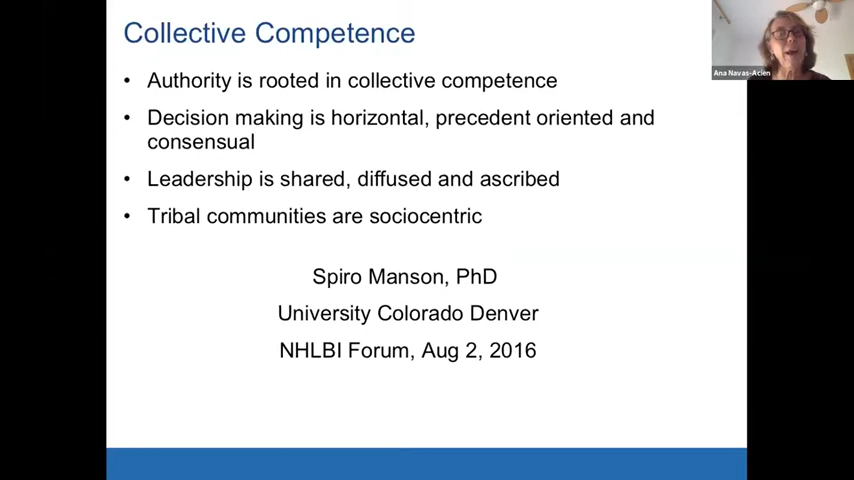 Collective Competence
• Authority is rooted in collective competence
• Decision making is horizontal, precedent oriented and
consensual
• Leadership is shared, diffused and ascribed
• Tribal communities are sociocentric
Spiro Manson, PhD
University Colorado Denver
NHLBI Forum, Aug 2, 2016
Ana Navas-Acien